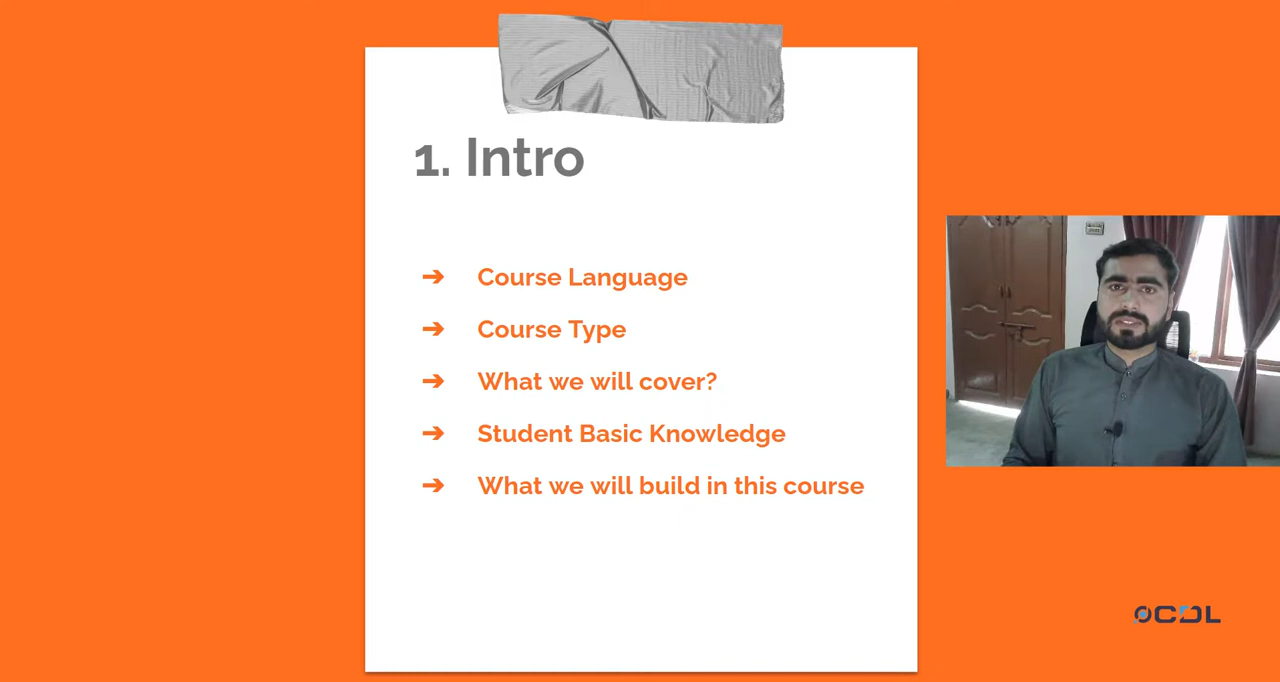 1. Intro
➔ Course Language
➔ Course Type
➔ What we will cover?
➔ Student Basic Knowledge
➔ What we will build in this course
OCDL